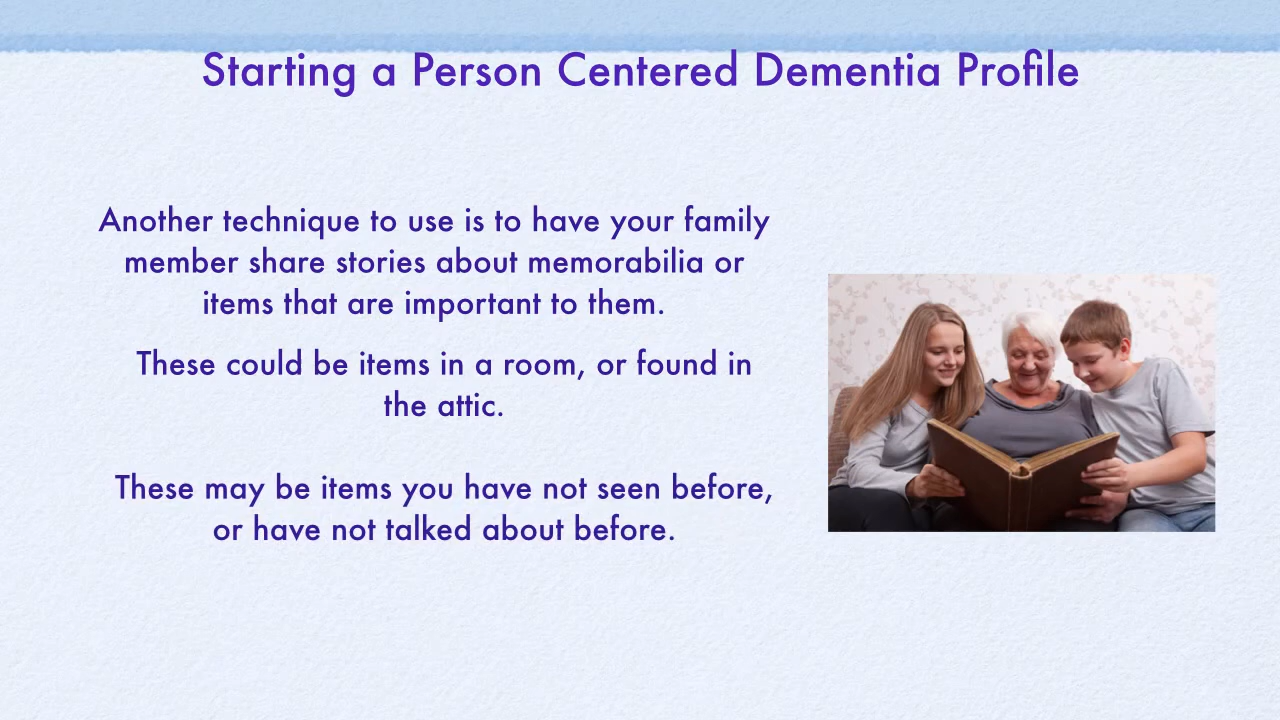 Starting a Person Centered Dementia Profile
Another technique to use is to have your family
member share stories about memorabilia or
items that are important to them.
These could be items in a room, or found in
the attic.
These may be items you have not seen before,
or have not talked about before.